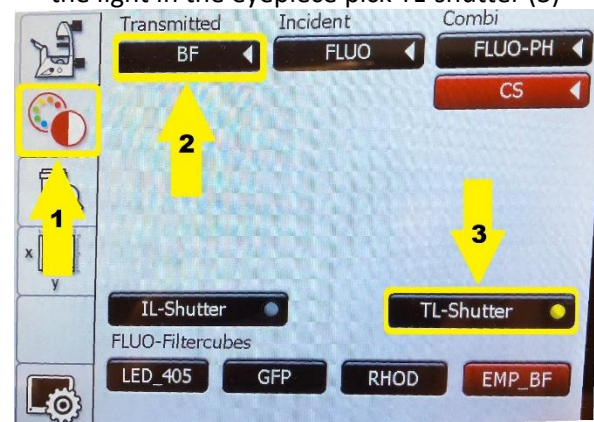 the light in the eyepiece pick TL shutter (3)
Transmitted Incident Combi
BF FLUO FLUO-PH
CS
2
1
3
x
y
IL-Shutter TL-Shutter
FLUO-Filtercubes
LED_405 GFP RHOD EMP_BF